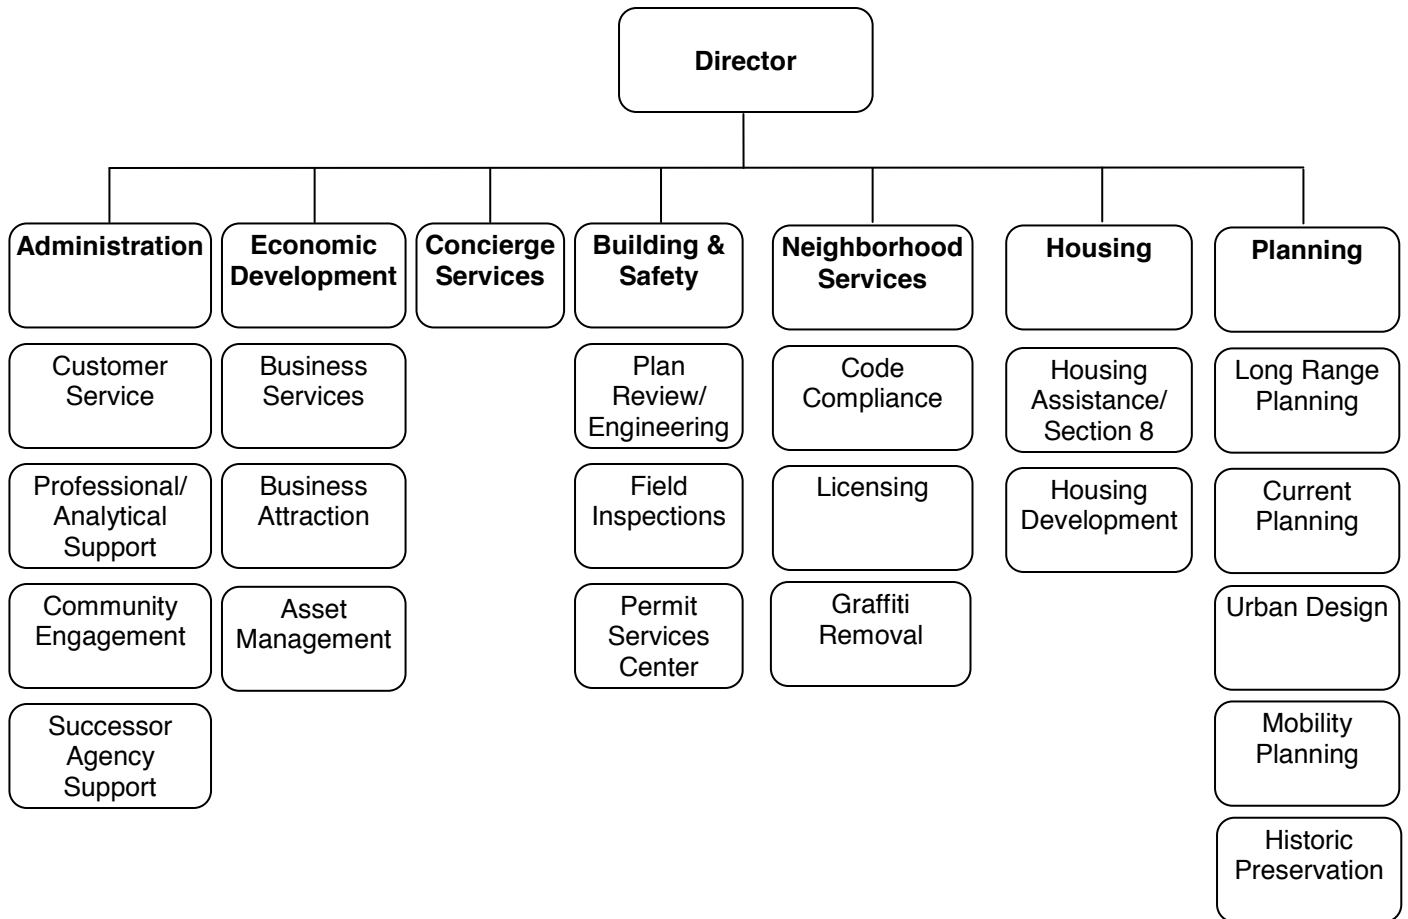 Director
Administration
Economic
Development
Concierge
Services
Building &
Safety
Neighborhood
Services
Housing
Planning
Customer
Service
Business
Services
Plan
Review/
Engineering
Code
Compliance
Housing
Assistance/
Section 8
Long Range
Planning
Professional/
Analytical
Support
Business
Attraction
Field
Inspections
Licensing
Housing
Development
Current
Planning
Community
Engagement
Asset
Management
Permit
Services
Center
Graffiti
Removal
Urban Design
Successor
Agency
Support
Mobility
Planning
Historic
Preservation